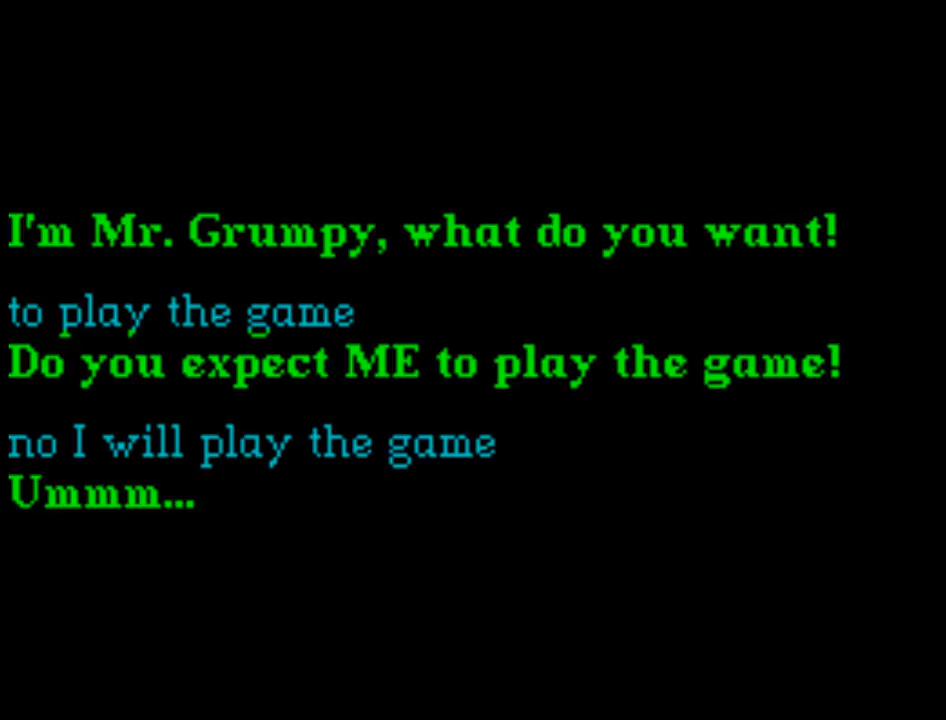 I'm Mr. Grumpy, what do you want!
to play the game
Do you expect ME to play the game!
no I will play the game
Ummm...